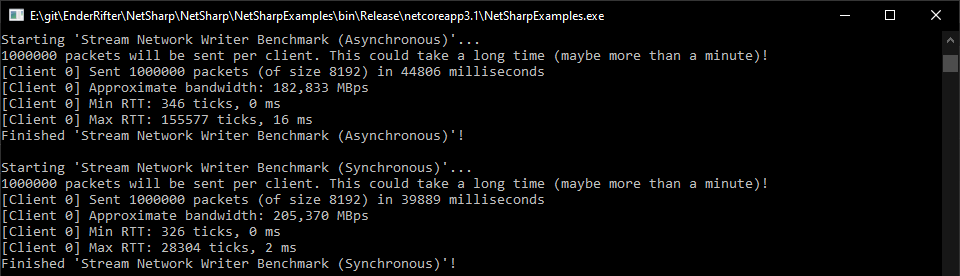 E:\git\EnderRifter\NetSharp\NetSharp\NetSharpExamples\bin\Release\netcoreapp3.1\NetSharpExamples.exe
Starting 'Stream Network Writer Benchmark (Asynchronous)'...
1000000 packets will be sent per client. This could take a long time (maybe more than a minute)!
[Client 0] Sent 1000000 packets (of size 8192) in 44806 milliseconds
[Client 0] Approximate bandwidth: 182,833 MBps
[Client 0] Min RTT: 346 ticks, 0 ms
[Client 0] Max RTT: 155577 ticks, 16 ms
Finished 'Stream Network Writer Benchmark (Asynchronous)'!
Starting 'Stream Network Writer Benchmark (Synchronous)'...
1000000 packets will be sent per client. This could take a long time (maybe more than a minute)!
[Client 0] Sent 1000000 packets (of size 8192) in 39889 milliseconds
[Client 0] Approximate bandwidth: 205,370 MBps
[Client 0] Min RTT: 326 ticks, 0 ms
[Client 0] Max RTT: 28304 ticks, 2 ms
Finished 'Stream Network Writer Benchmark (Synchronous)'!